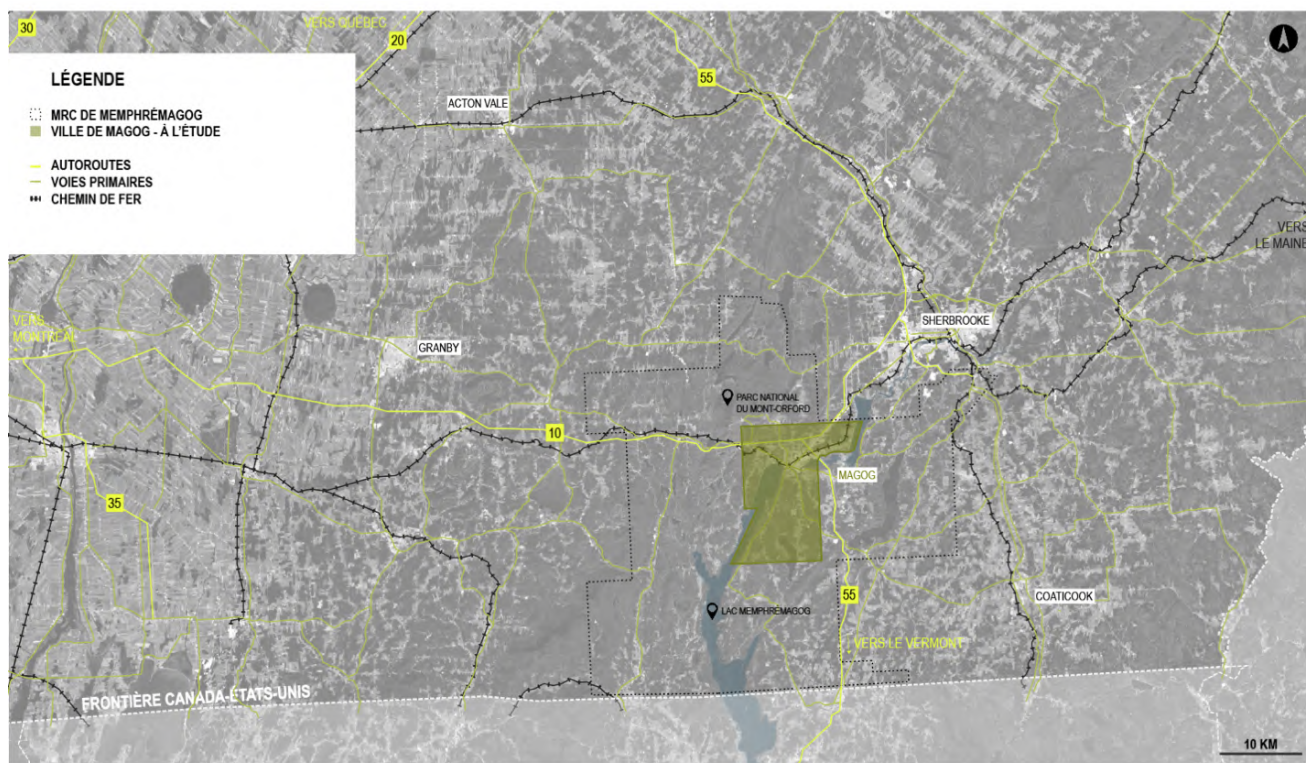 30
VERS QUÉBEC
20
55
LÉGENDE
MRC DE MEMPHRÉMAGOG
VILLE DE MAGOG - À L'ÉTUDE
AUTOROUTES
VOIES PRIMAIRES
CHEMIN DE FER
ACTON VALE
VERS
LE MAINE
VERS
MONTRÉAL
SHERBROOKE
GRANBY
PARC NATIONAL
DU MONT-ORFORD
10
MAGOG
35
55
COATICOOK
LAC MEMPHRÉMAGOG
VERS LE VERMONT
FRONTIÈRE CANADA-ÉTATS-UNIS
10 KM